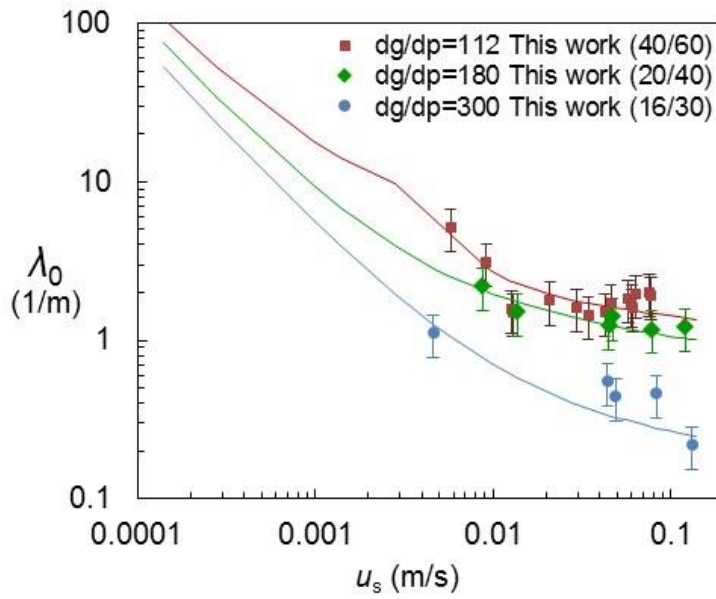 100
dg/dp=112 This work (40/60)
dg/dp=180 This work (20/40)
dg/dp=300 This work (16/30)
10
λ0
(1/m)
1
0.1
0.0001 0.001 0.01 0.1
us (m/s)